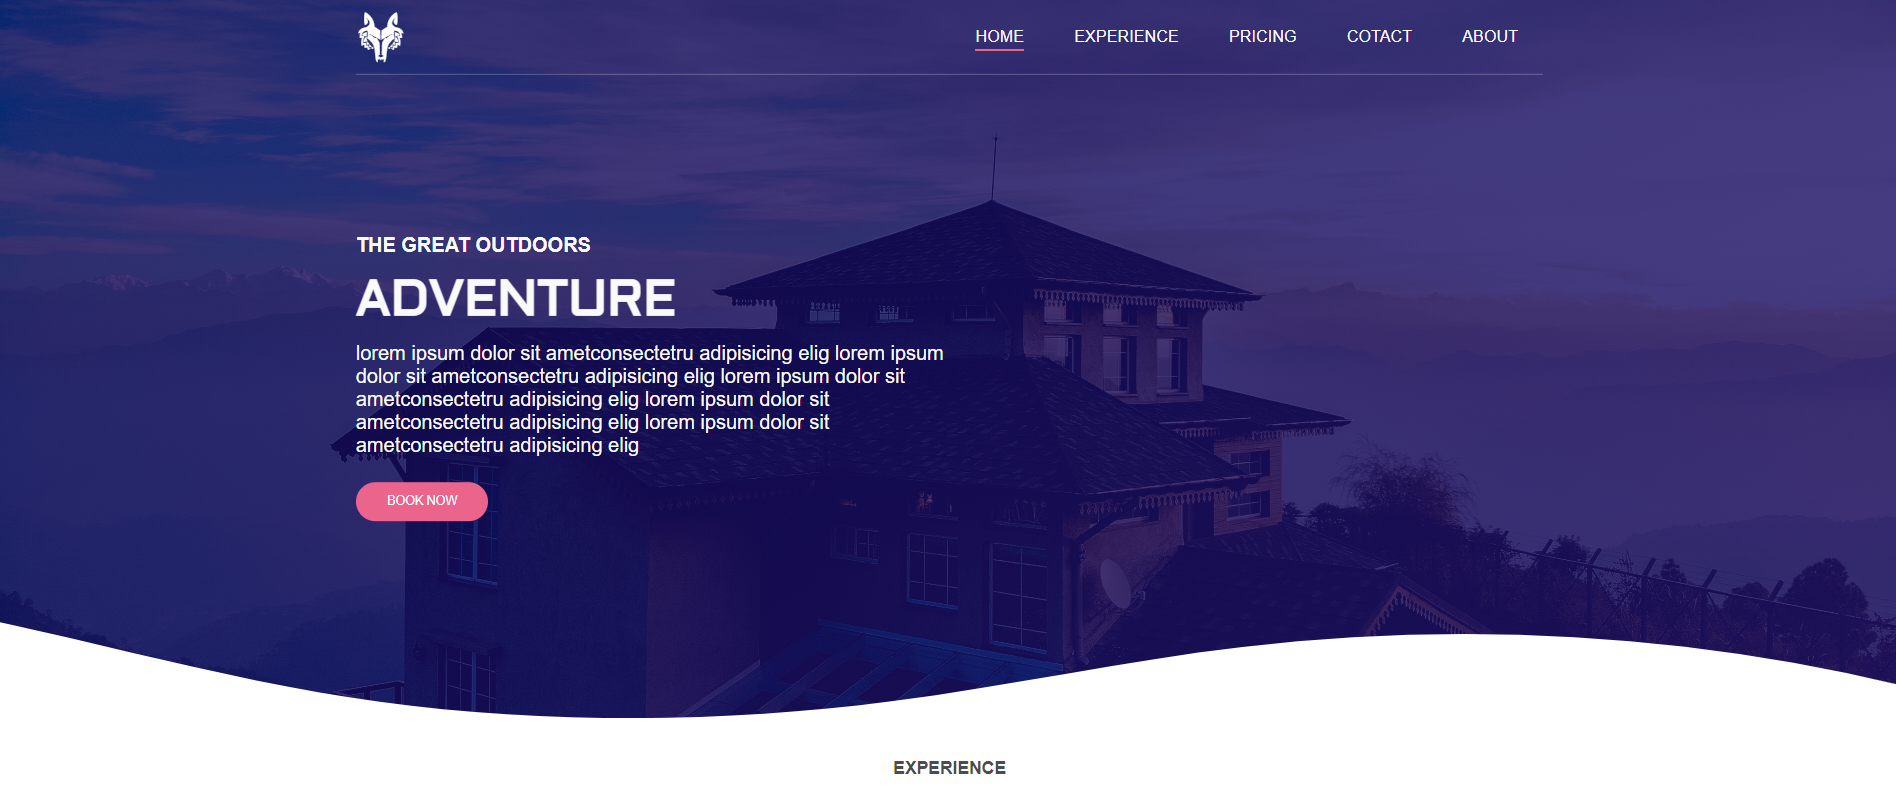 HOME EXPERIENCE PRICING COTACT ABOUT
THE GREAT OUTDOORS
ADVENTURE
lorem ipsum dolor sit ametconsectetru adipisicing elig lorem ipsum
dolor sit ametconsectetru adipisicing elig lorem ipsum dolor sit
ametconsectetru adipisicing elig lorem ipsum dolor sit
ametconsectetru adipisicing elig lorem ipsum dolor sit
ametconsectetru adipisicing elig
BOOK NOW
EXPERIENCE